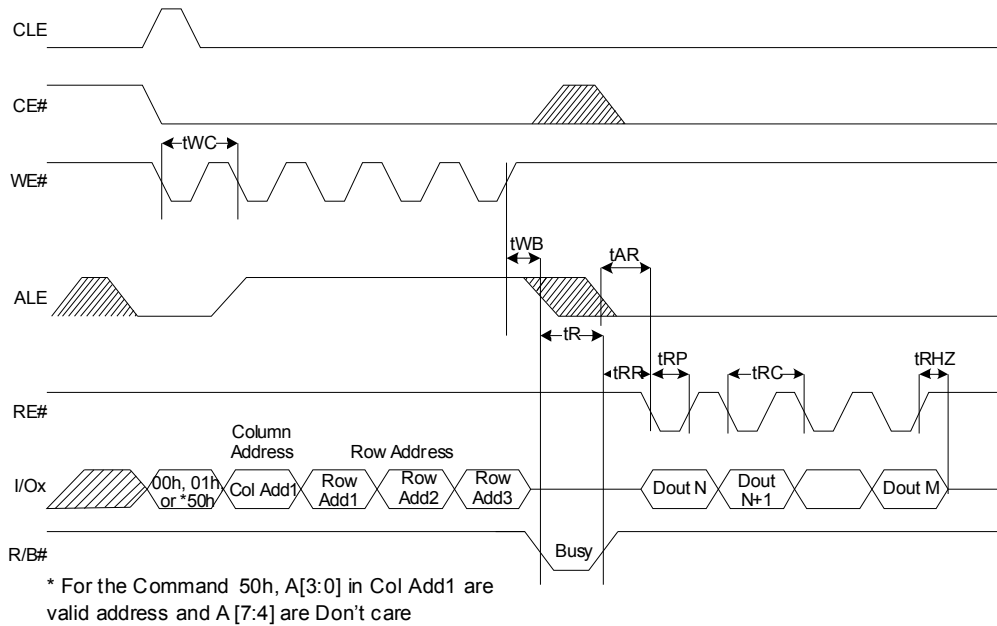 CLE
CE#
tWC
WE#
tWB
tAR
ALE
tR
tRR
tRP
tRC
tRHZ
RE#
Column
Address
Row Address
I/Ox
00h, 01h,
or *50h
Col Add1
Row
Add1
Row
Add2
Row
Add3
Dout N
Dout
N+1
Dout M
R/B#
Busy
* For the Command 50h, A[3:0] in Col Add1 are
valid address and A [7:4] are Don't care